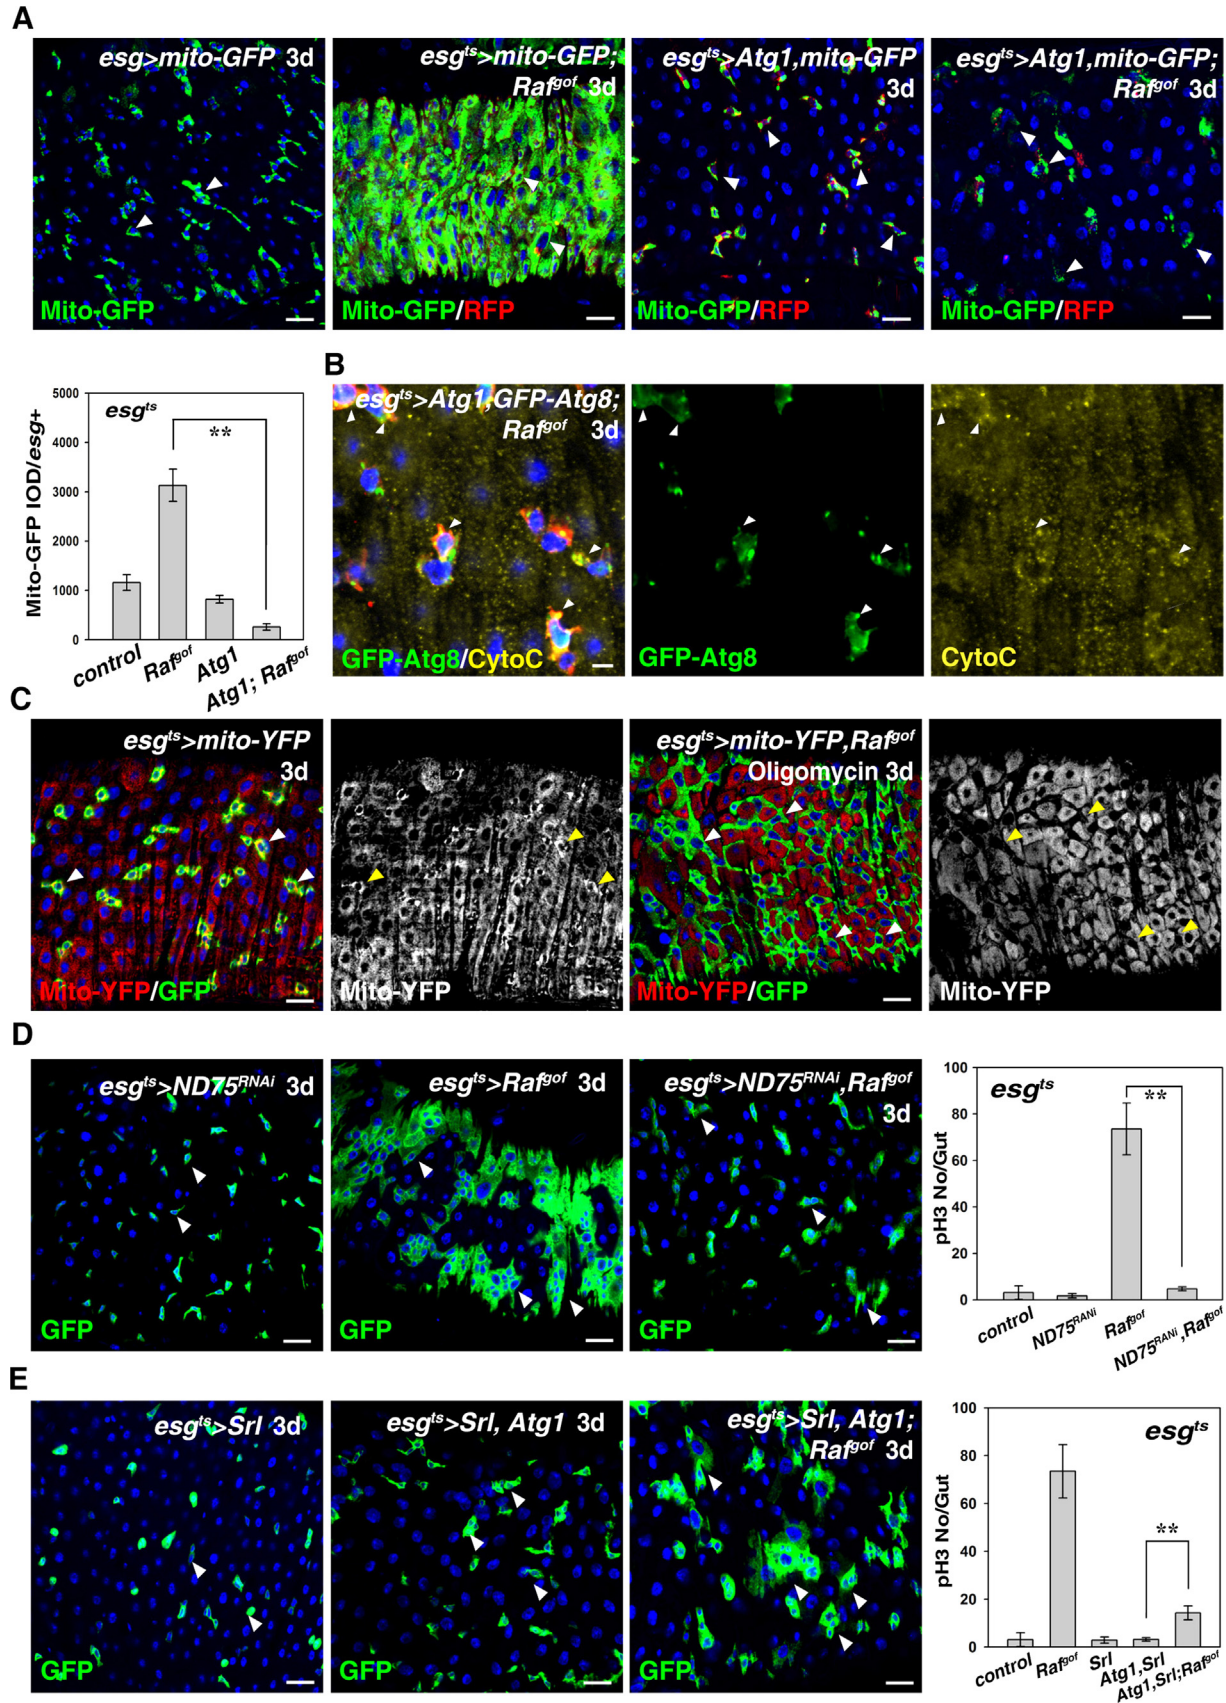 A
esg>mito-GFP 3d
Mito-GFP
esgts>mito-GFP;
Rafgof 3d
Mito-GFP/RFP
esgts>Atg1,mito-GFP
3d
Mito-GFP/RFP
esgts>Atg1,mito-GFP;
Rafgof 3d
Mito-GFP/RFP
Mito-GFP IOD/esg+
5000
4000
3000
2000
1000
0
esgts
**
control
Rafgof
Atg1
Atg1; Rafgof
B
esgts>Atg1,GFP-Atg8;
Rafgof 3d
GFP-Atg8/CytoC
GFP-Atg8
CytoC
C
esgts>mito-YFP
3d
Mito-YFP/GFP
Mito-YFP
esgts>mito-YFP,Rafgof
Oligomycin 3d
Mito-YFP/GFP
Mito-YFP
D
esgts>ND75RNAi 3d
GFP
esgts>Rafgof 3d
GFP
esgts>ND75RNAi,Rafgof
3d
GFP
pH3 No/Gut
100
80
60
40
20
0
esgts
**
control
ND75RANi
Rafgof
ND75RANi,Rafgof
E
esgts>Srl 3d
GFP
esgts>Srl, Atg1 3d
GFP
esgts>Srl, Atg1;
Rafgof 3d
GFP
pH3 No/Gut
100
80
60
40
20
0
esgts
**
control
Rafgof
Srl
Atg1,Srl
Atg1,Srl;Rafgof